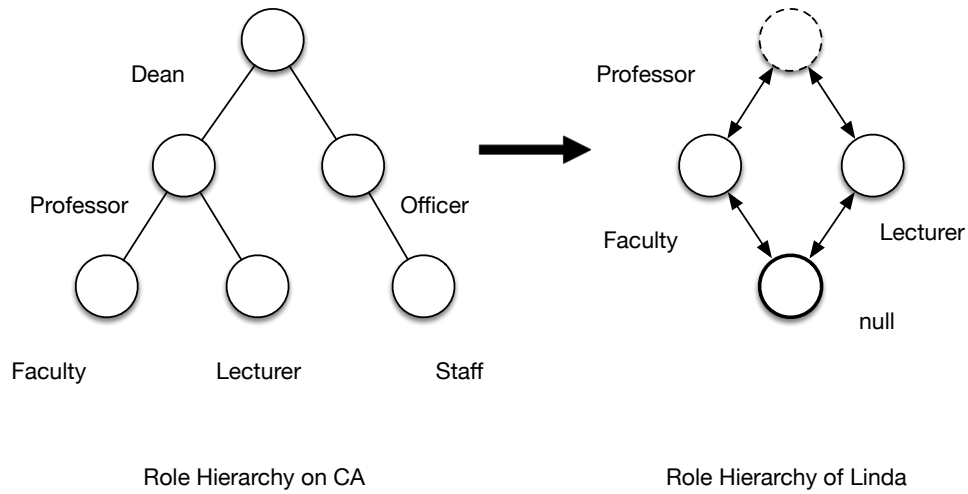 Dean
Professor
Professor
Officer
Faculty
Lecturer
null
Faculty
Lecturer
Staff
Role Hierarchy on CA
Role Hierarchy of Linda